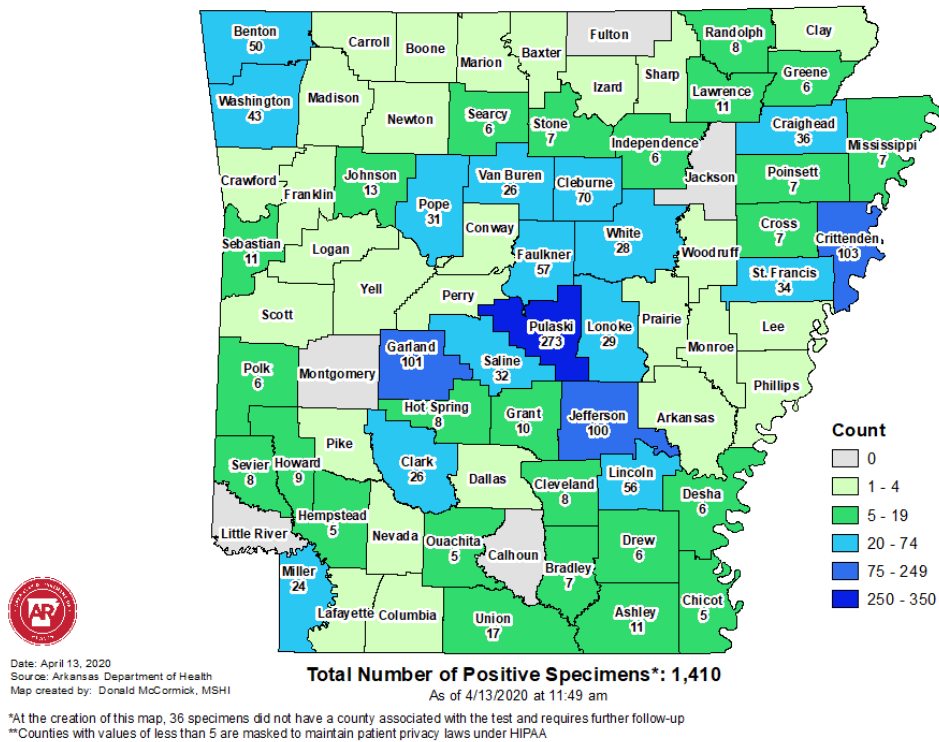 Fulton
Benton
50
Carroll
Boone
Marion
Baxter
Randolph
8
Clay
Sharp
Izard
Greene
6
Lawrence
11
Washington
43
Madison
Newton
Searcy
6
Stone
7
Independence
6
Craighead
36
Mississippi
7
Jackson
Poinsett
7
Crawford
Franklin
Johnson
13
Pope
31
Van Buren
26
Cleburne
70
Conway
White
28
Woodruff
Cross
7
Crittenden
103
Sebastian
11
Logan
Faulkner
57
St. Francis
34
Yell
Perry
Scott
Pulaski
273
Lonoke
29
Prairie
Monroe
Lee
Phillips
Garland
101
Saline
32
Montgomery
Polk
6
Hot Spring
8
Grant
10
Jefferson
100
Arkansas
Pike
Clark
26
Dallas
Cleveland
8
Lincoln
56
Desha
6
Sevier
8
Howard
9
Hempstead
5
Nevada
Ouachita
5
Calhoun
Bradley
7
Drew
6
Little River
Miller
24
Lafayette
Columbia
Union
17
Ashley
11
Chicot
5
Count
0
1 - 4
5 - 19
20 - 74
75 - 249
250 - 350
AR
Date: April 13, 2020
Source: Arkansas Department of Health
Map created by: Donald McCormick, MSHI
Total Number of Positive Specimens*: 1,410
As of 4/13/2020 at 11:49 am
*At the creation of this map, 36 specimens did not have a county associated with the test and requires further follow-up
**Counties with values of less than 5 are masked to maintain patient privacy laws under HIPAA